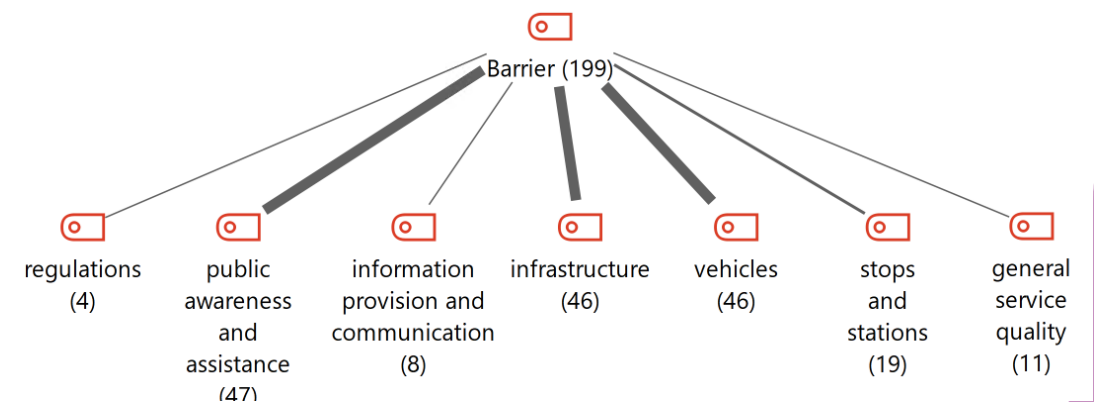 Barrier (199)
regulations
(4)
public
awareness
and
assistance
(47)
information
provision and
communication
(8)
infrastructure
(46)
vehicles
(46)
stops
and
stations
(19)
general
service
quality
(11)